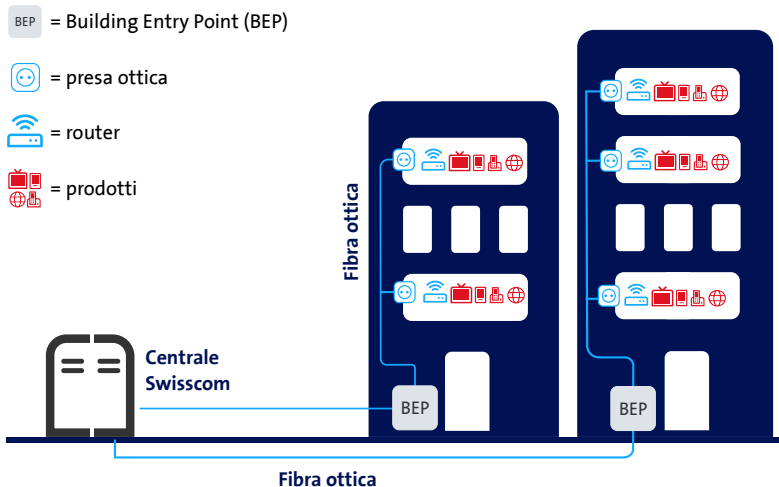 BEP = Building Entry Point (BEP)
= presa ottica
= router
= prodotti
Fibra ottica
Centrale
Swisscom
BEP
BEP
Fibra ottica